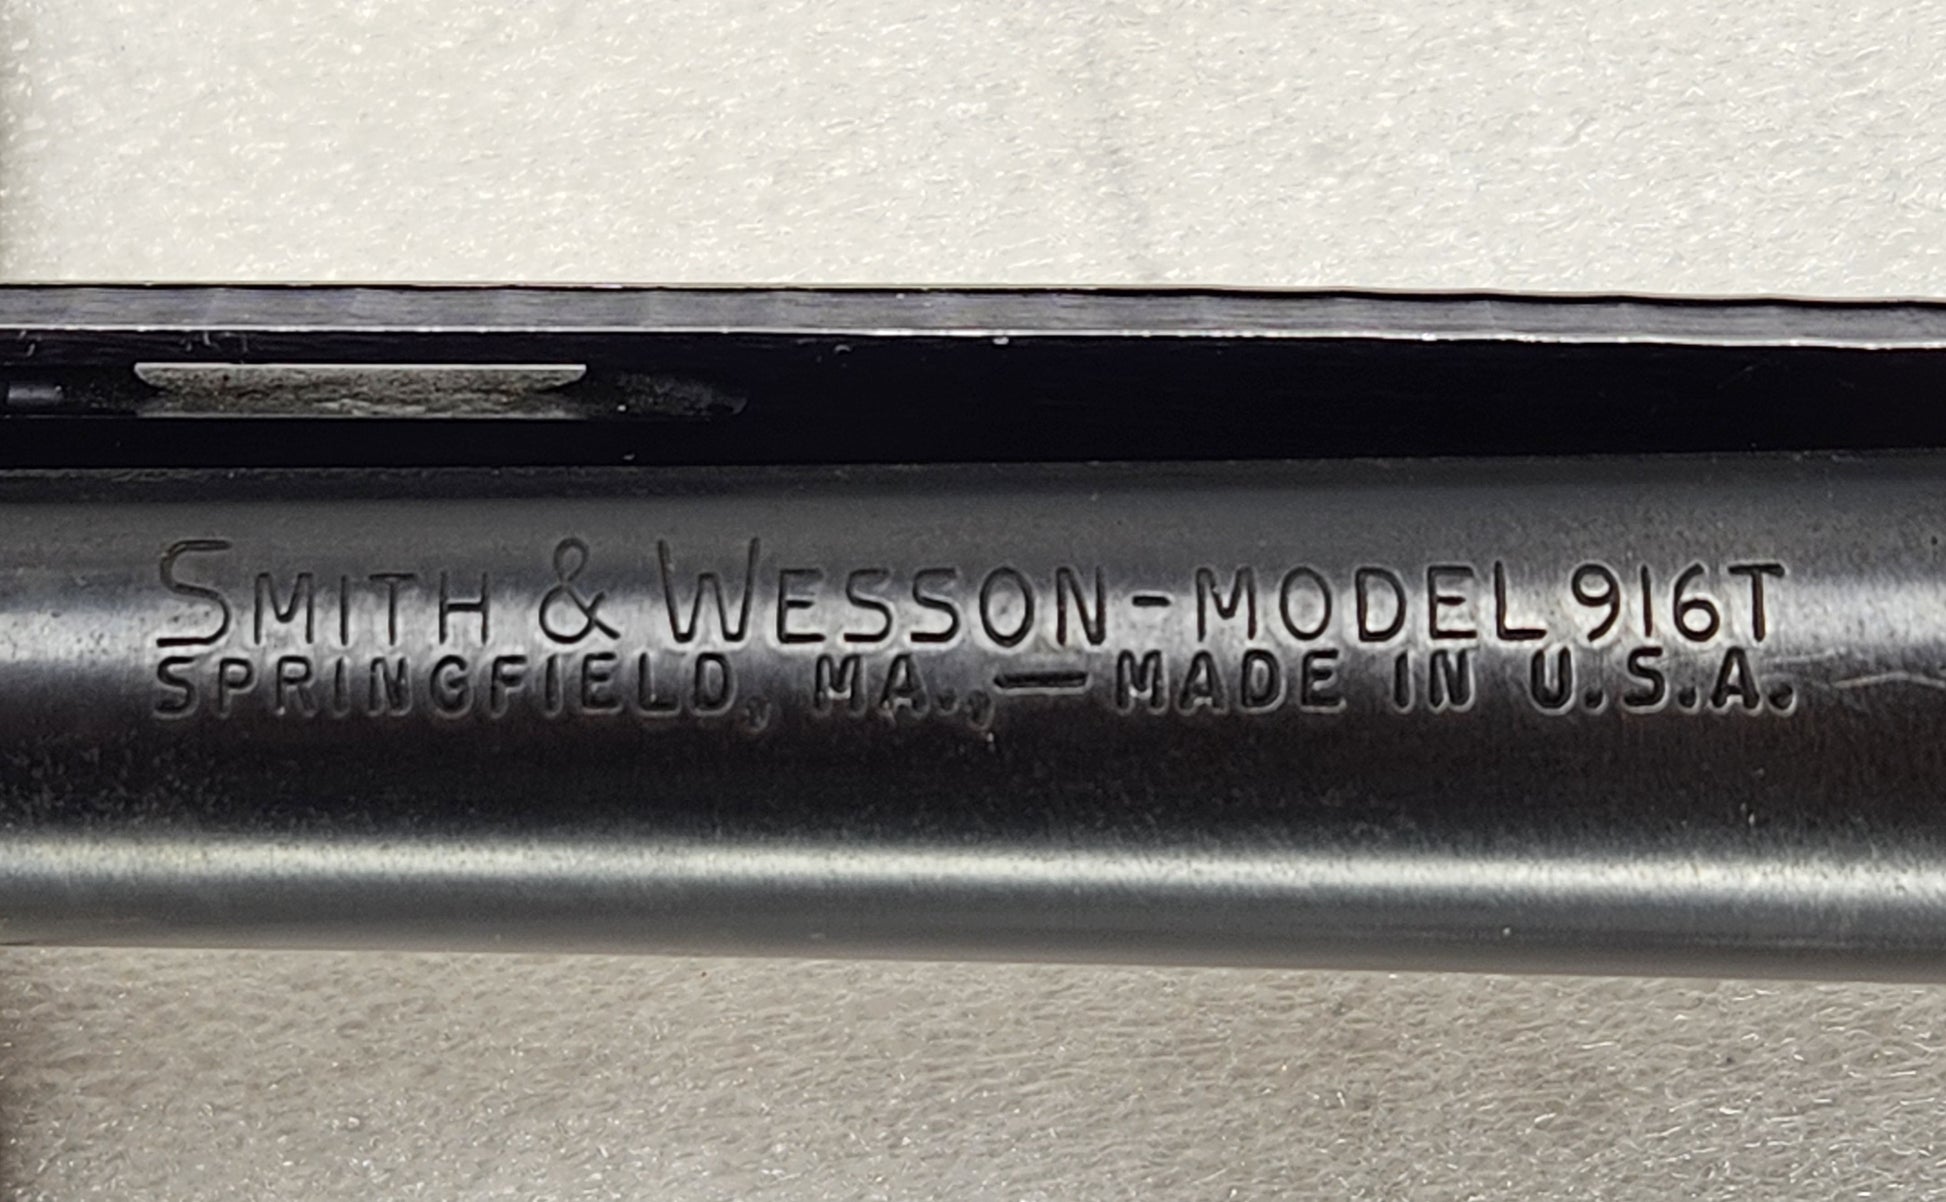 SMITH & WESSON-MODEL 916T
SPRINGFIELD, MA.,—MADE IN U.S.A.